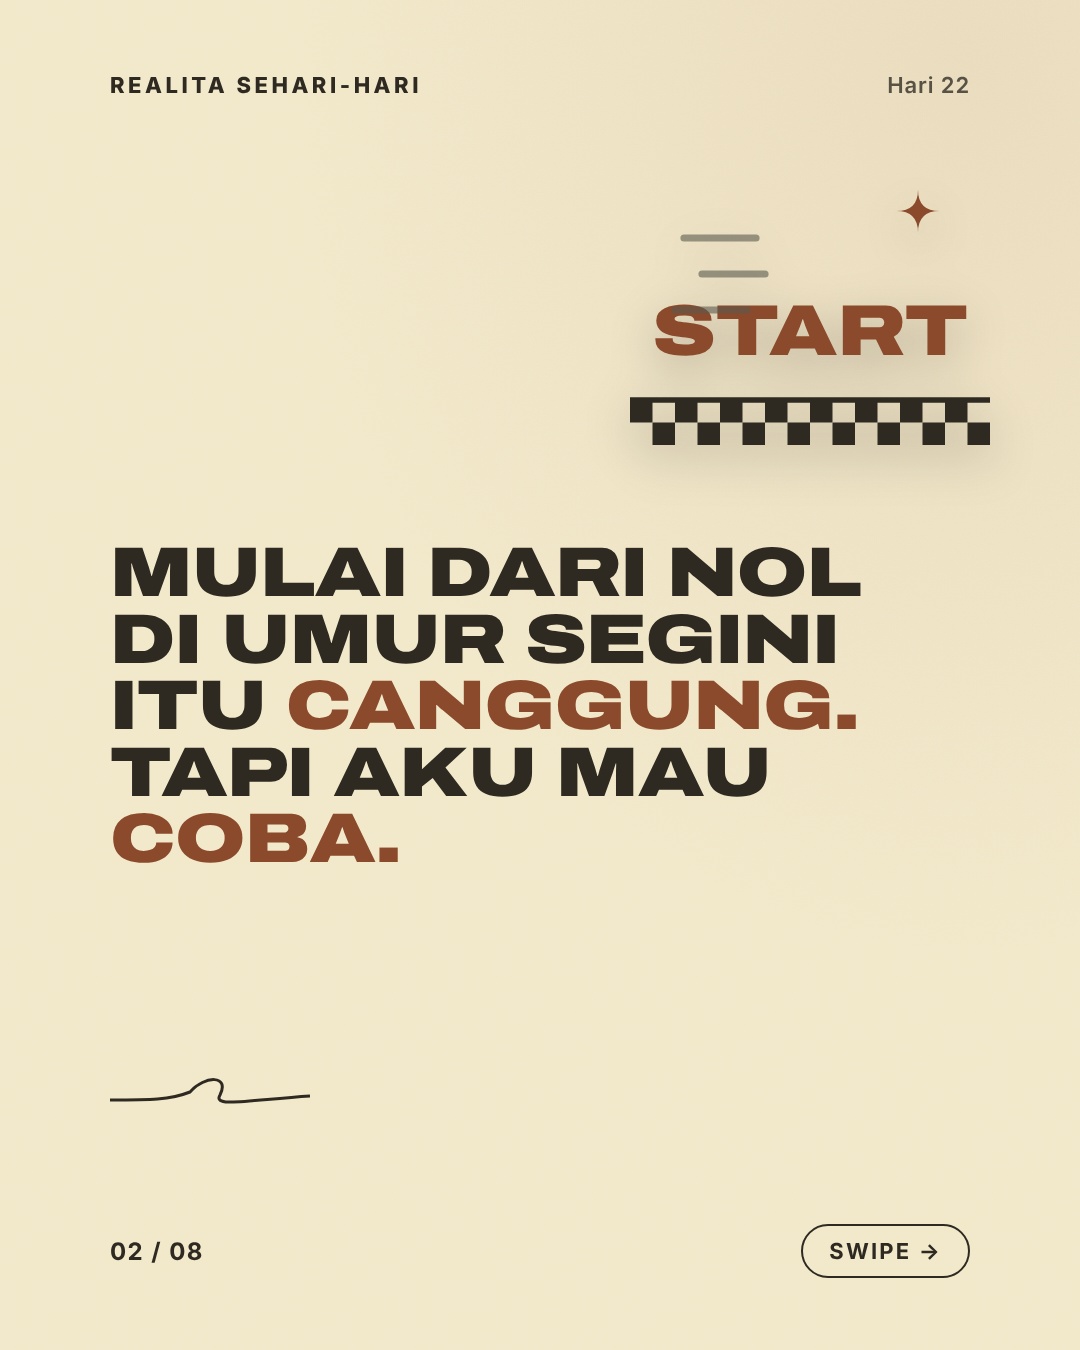 REALITA SEHARI-HARI
Hari 22
START
MULAI DARI NOL
DI UMUR SEGINI
ITU CANGGUNG.
TAPI AKU MAU
COBA.
02 / 08
SWIPE →